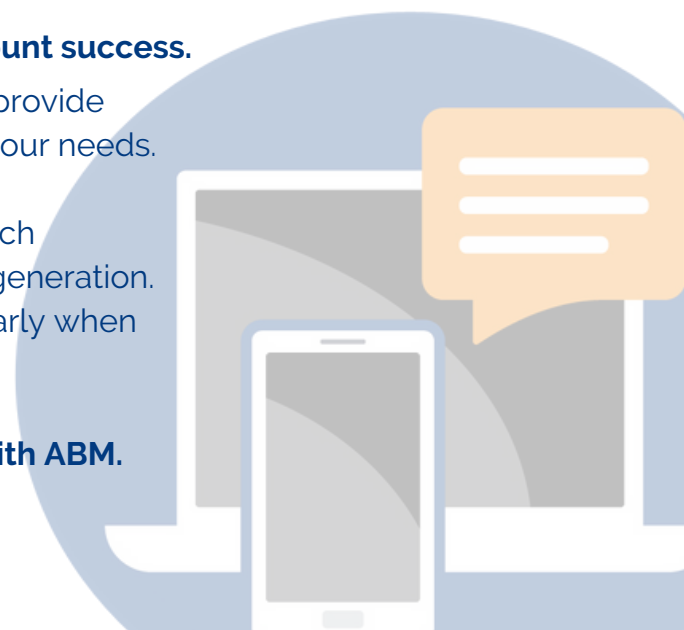 unt success.
provide
our needs.
ch
generation.
arly when
ith ABM.